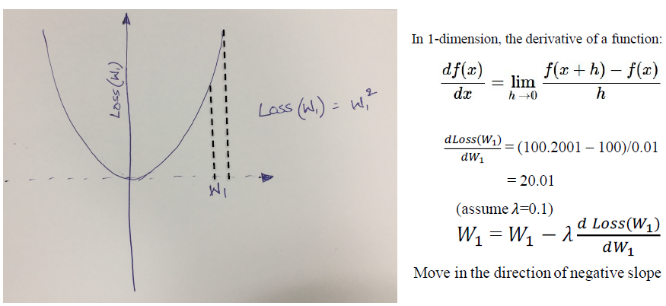 Loss(W₁)
Loss(W₁) = W₁²
W₁
In 1-dimension, the derivative of a function:
df(x)/dx = lim h→0 f(x + h) − f(x)/h
dLoss(W₁)/dW₁ = (100.2001 – 100)/0.01
= 20.01
(assume λ=0.1)
W₁ = W₁ − λ d Loss(W₁)/dW₁
Move in the direction of negative slope